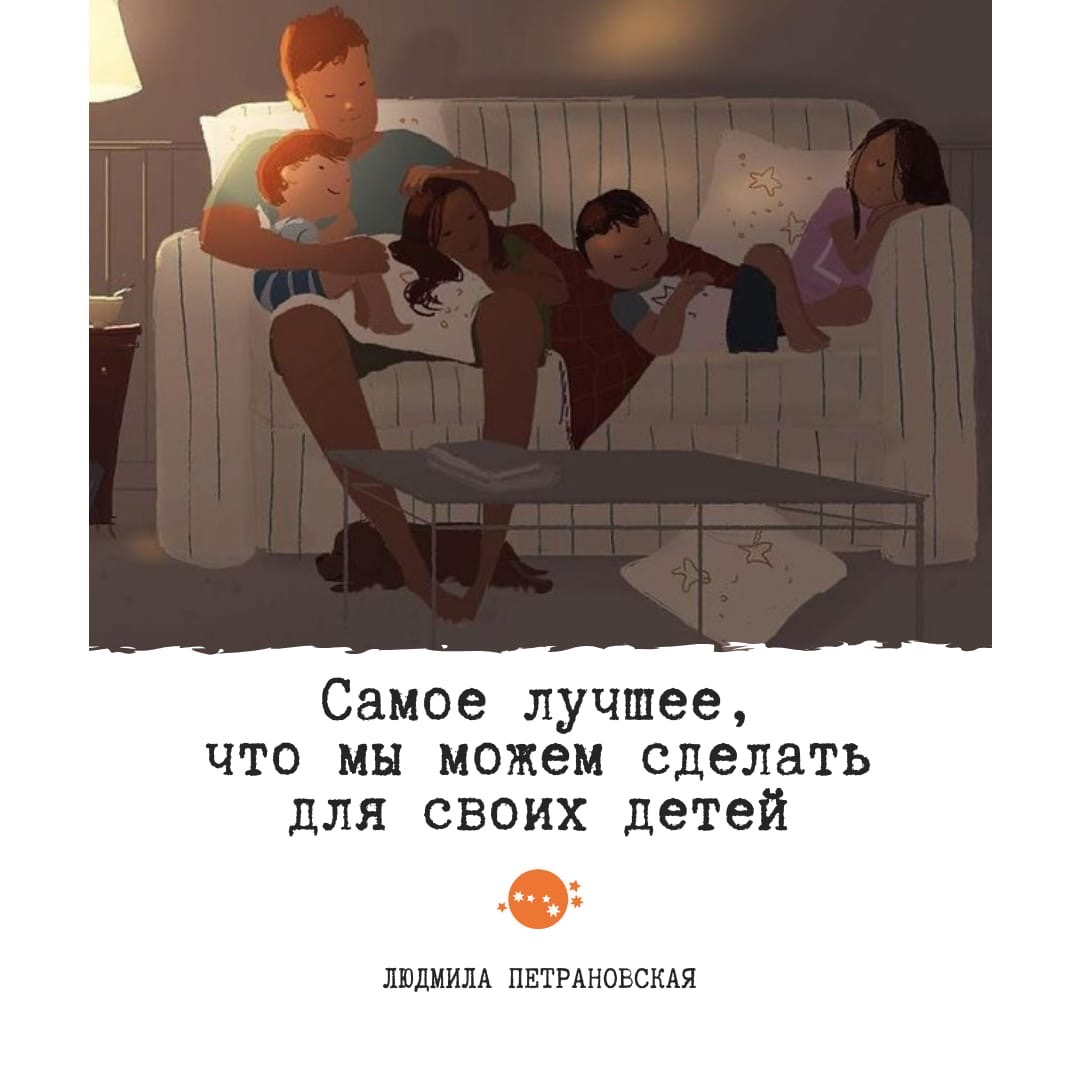 Самое лучшее,
что мы можем сделать
для своих детей
ЛЮДМИЛА ПЕТРАНОВСКАЯ